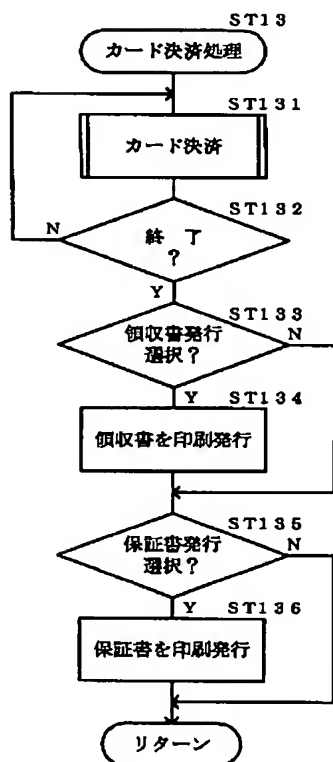 ST13
カード決済処理
ST131
カード決済
ST132
N
終 了
?
Y
ST133
領収書発行
選択?
N
Y
ST134
領収書を印刷発行
ST135
保証書発行
選択?
N
Y
ST136
保証書を印刷発行
リターン